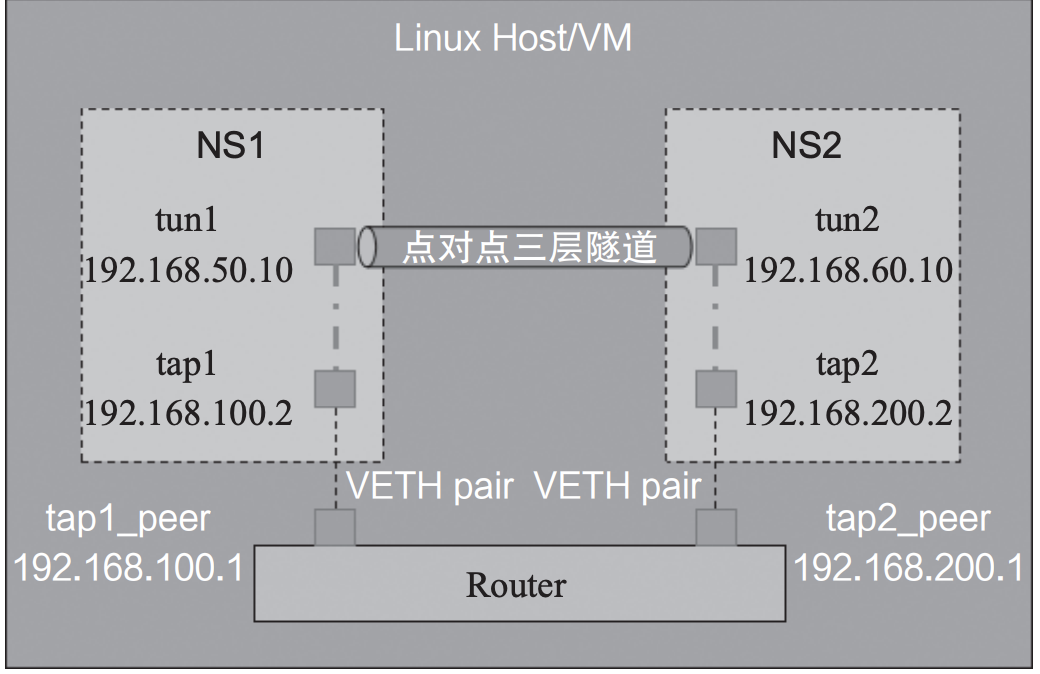 Linux Host/VM
NS1
NS2
tun1
192.168.50.10
点对点三层隧道
tun2
192.168.60.10
tap1
192.168.100.2
tap2
192.168.200.2
VETH pair
VETH pair
tap1_peer
192.168.100.1
tap2_peer
192.168.200.1
Router